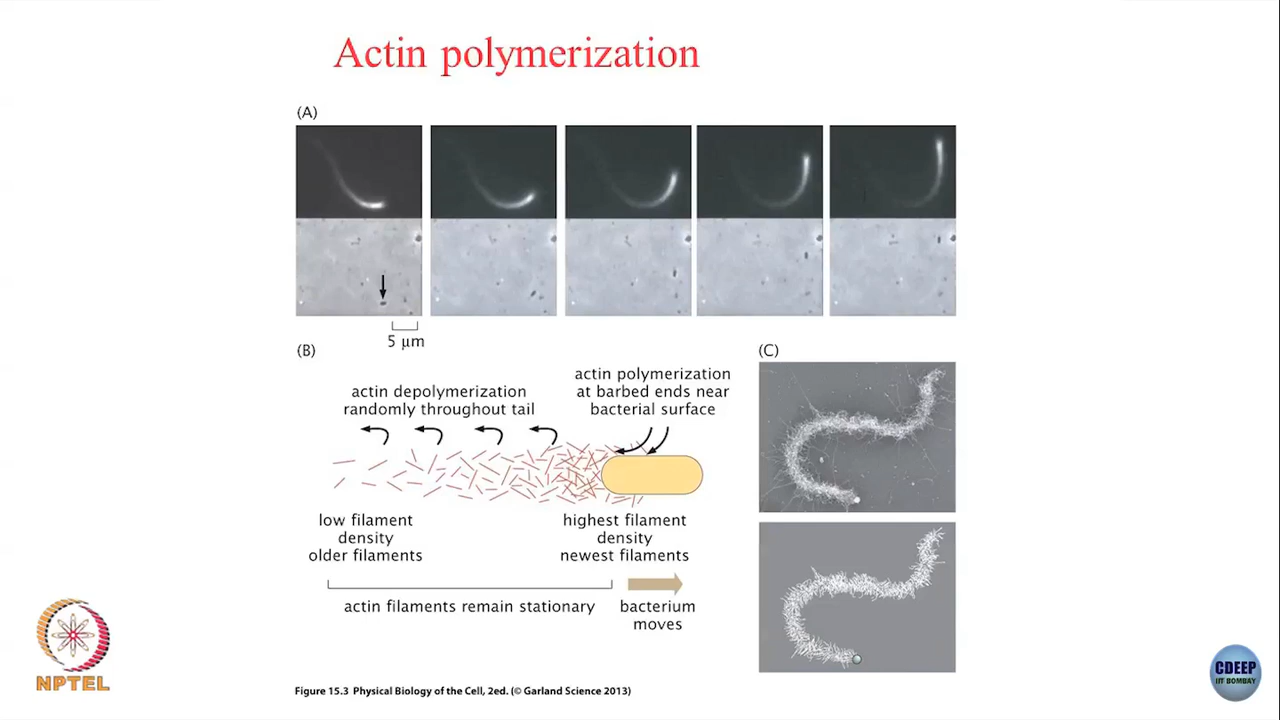 Actin polymerization
(A)
5 µm
(B)
actin depolymerization
randomly throughout tail
actin polymerization
at barbed ends near
bacterial surface
low filament
density
older filaments
highest filament
density
newest filaments
actin filaments remain stationary
bacterium
moves
(C)
Figure 15.3 Physical Biology of the Cell, 2ed. (© Garland Science 2013)
NPTEL
CDEEP
IIT BOMBAY